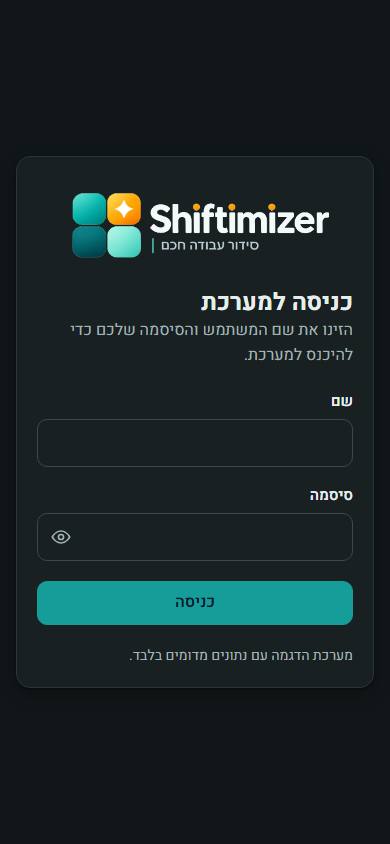 Shiftimizer
סידור עבודה חכם
כניסה למערכת
הזינו את שם המשתמש והסיסמה שלכם כדי
להיכנס למערכת.
שם
סיסמה
כניסה
מערכת הדגמה עם נתונים מדומים בלבד.